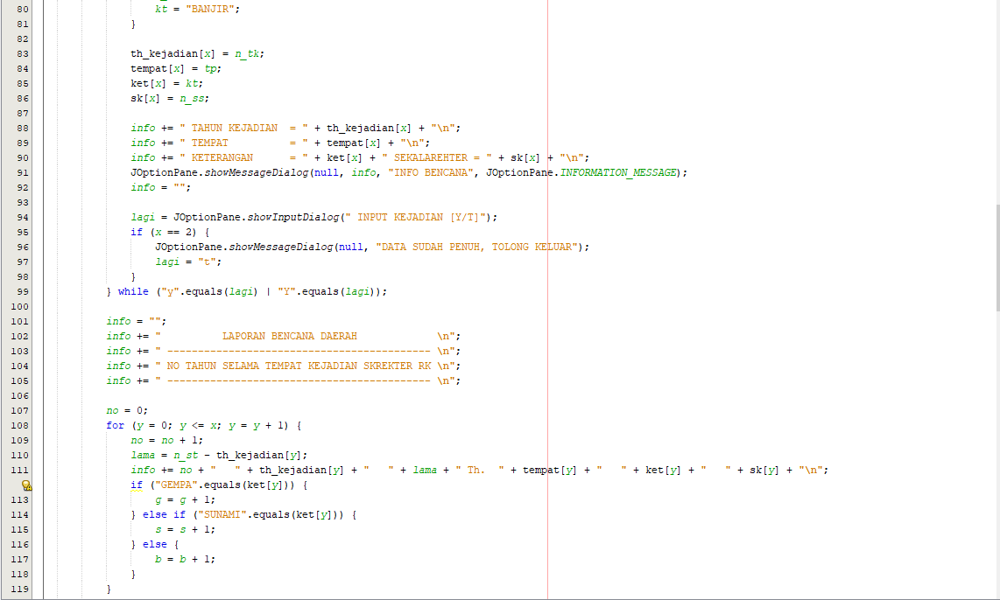 80 kt = "BANJIR";
81 }
82
83 th_kejadian[x] = n_tk;
84 tempat[x] = tp;
85 ket[x] = kt;
86 sk[x] = n_ss;
87
88 info += " TAHUN KEJADIAN  = " + th_kejadian[x] + "\n";
89 info += " TEMPAT          = " + tempat[x] + "\n";
90 info += " KETERANGAN      = " + ket[x] + " SEKALAREHTER = " + sk[x] + "\n";
91 JOptionPane.showMessageDialog(null, info, "INFO BENCANA", JOptionPane.INFORMATION_MESSAGE);
92 info = "";
93
94 lagi = JOptionPane.showInputDialog(" INPUT KEJADIAN [Y/T]");
95 if (x == 2) {
96 JOptionPane.showMessageDialog(null, "DATA SUDAH PENUH, TOLONG KELUAR");
97 lagi = "t";
98 }
99 } while ("y".equals(lagi) | "Y".equals(lagi));
100
101 info = "";
102 info += "          LAPORAN BENCANA DAERAH             \n";
103 info += " ------------------------------------------- \n";
104 info += " NO TAHUN SELAMA TEMPAT KEJADIAN SKREKTER RK \n";
105 info += " ------------------------------------------- \n";
106
107 no = 0;
108 for (y = 0; y <= x; y = y + 1) {
109 no = no + 1;
110 lama = n_st - th_kejadian[y];
111 info += no + "   " + th_kejadian[y] + "   " + lama + " Th.  " + tempat[y] + "   " + ket[y] + "   " + sk[y] + "\n";
if ("GEMPA".equals(ket[y])) {
113 g = g + 1;
114 } else if ("SUNAMI".equals(ket[y])) {
115 s = s + 1;
116 } else {
117 b = b + 1;
118 }
119 }